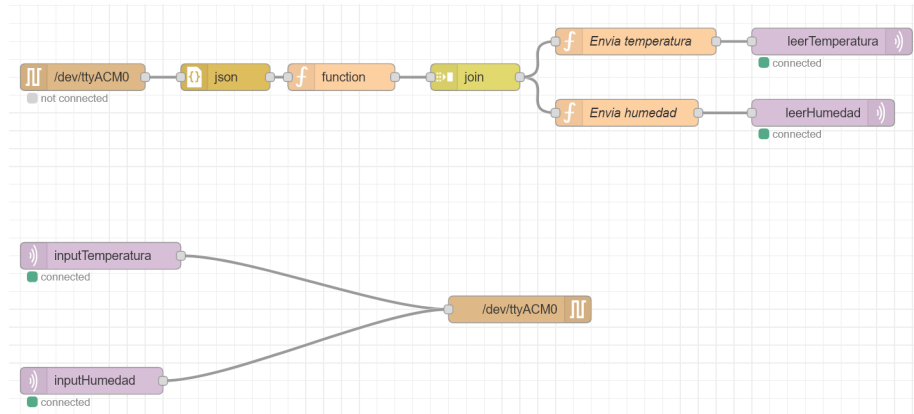 Envia temperatura
leerTemperatura
connected
/dev/ttyACM0
json
function
join
not connected
Envia humedad
leerHumedad
connected
inputTemperatura
connected
/dev/ttyACM0
inputHumedad
connected